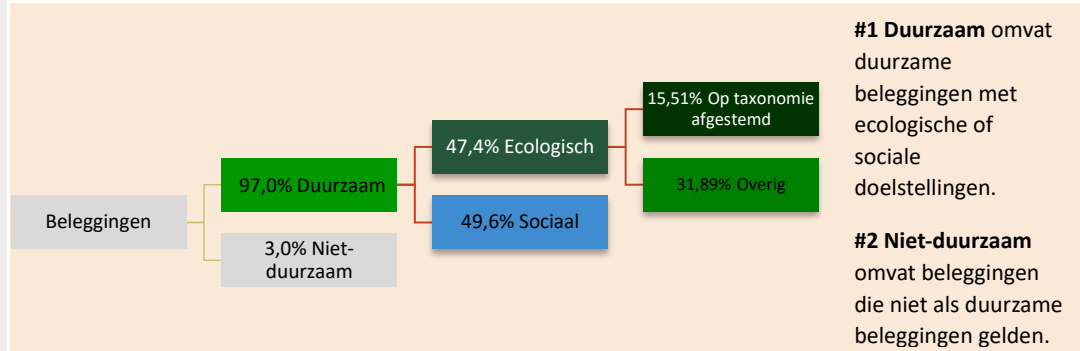 Beleggingen
97,0% Duurzaam
3,0% Niet-
duurzaam
47,4% Ecologisch
49,6% Sociaal
15,51% Op taxonomie
afgestemd
31,89% Overig
#1 Duurzaam omvat
duurzame
beleggingen met
ecologische of
sociale
doelstellingen.
#2 Niet-duurzaam
omvat beleggingen
die niet als duurzame
beleggingen gelden.